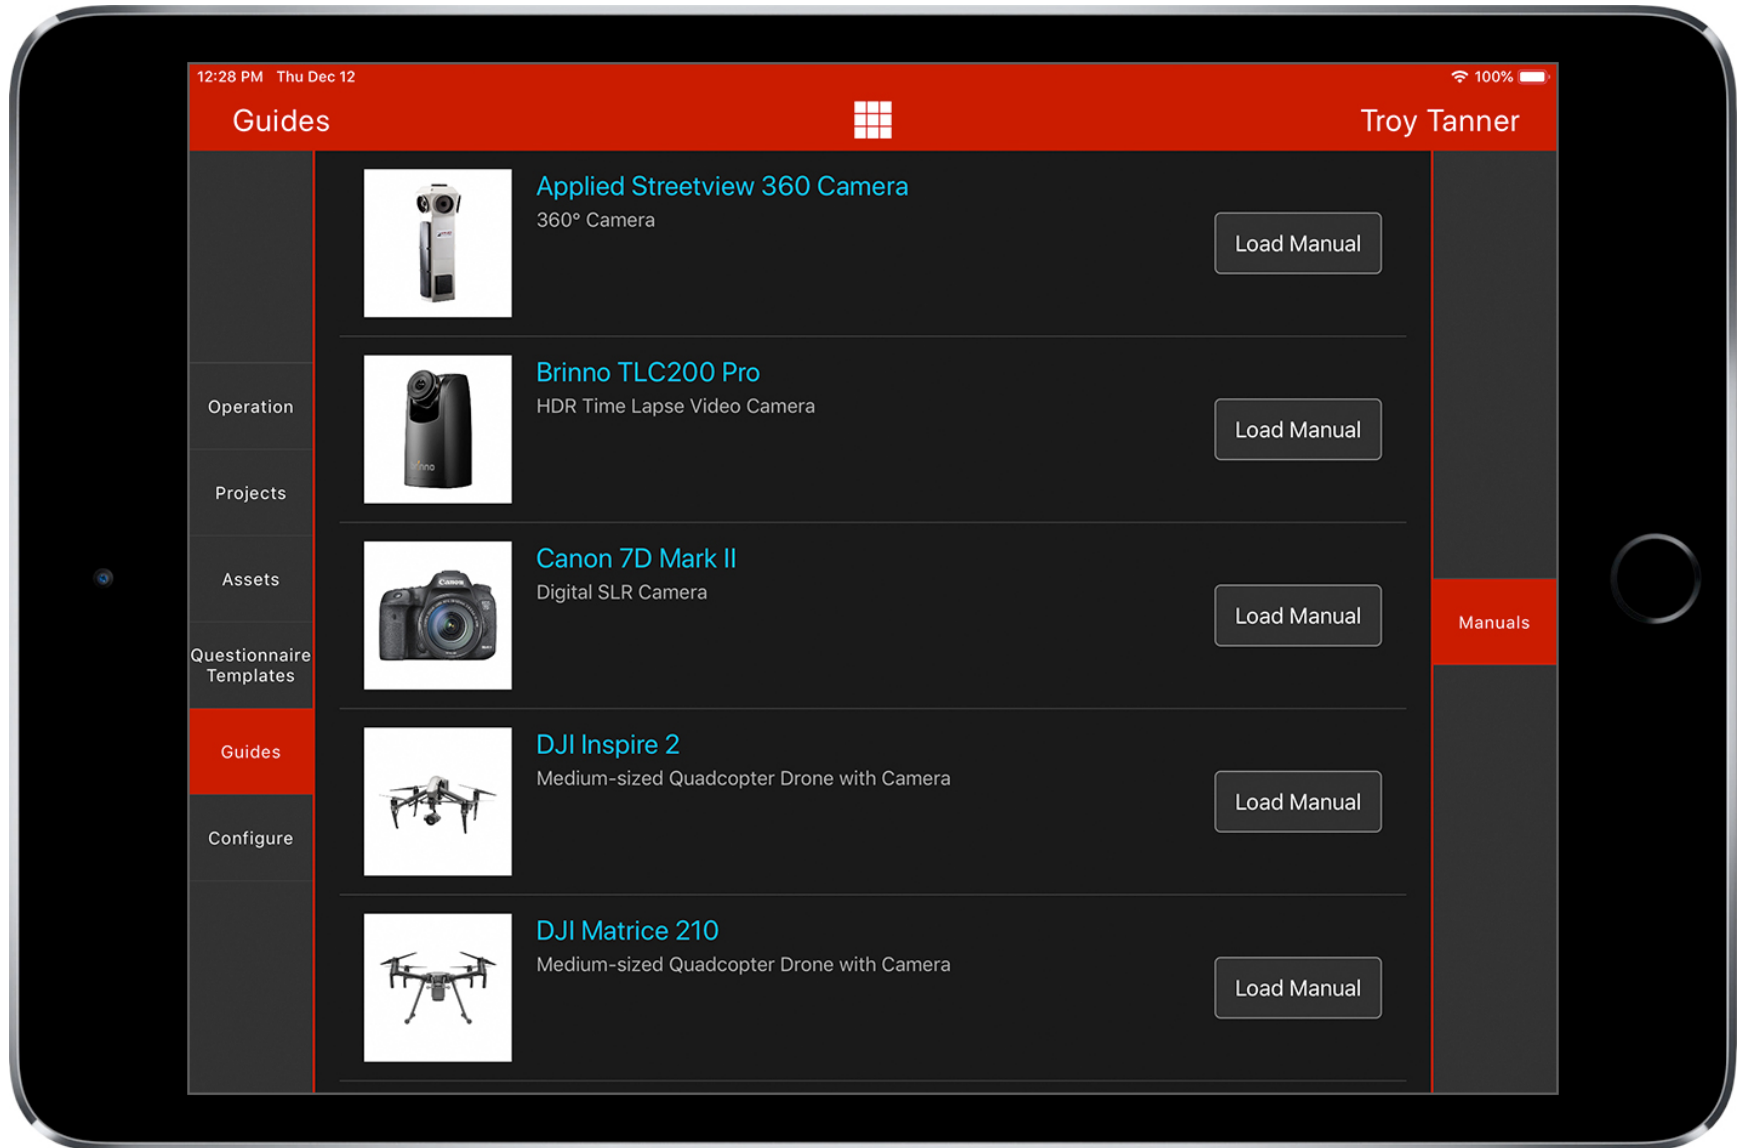 12:28 PM Thu Dec 12
100%
Guides
Troy Tanner
Operation
Projects
Assets
Questionnaire
Templates
Guides
Configure
Applied Streetview 360 Camera
360° Camera
Load Manual
Brinno TLC200 Pro
HDR Time Lapse Video Camera
Load Manual
brinno
Canon 7D Mark II
Digital SLR Camera
Load Manual
Canon
DJI Inspire 2
Medium-sized Quadcopter Drone with Camera
Load Manual
DJI Matrice 210
Medium-sized Quadcopter Drone with Camera
Load Manual
Manuals